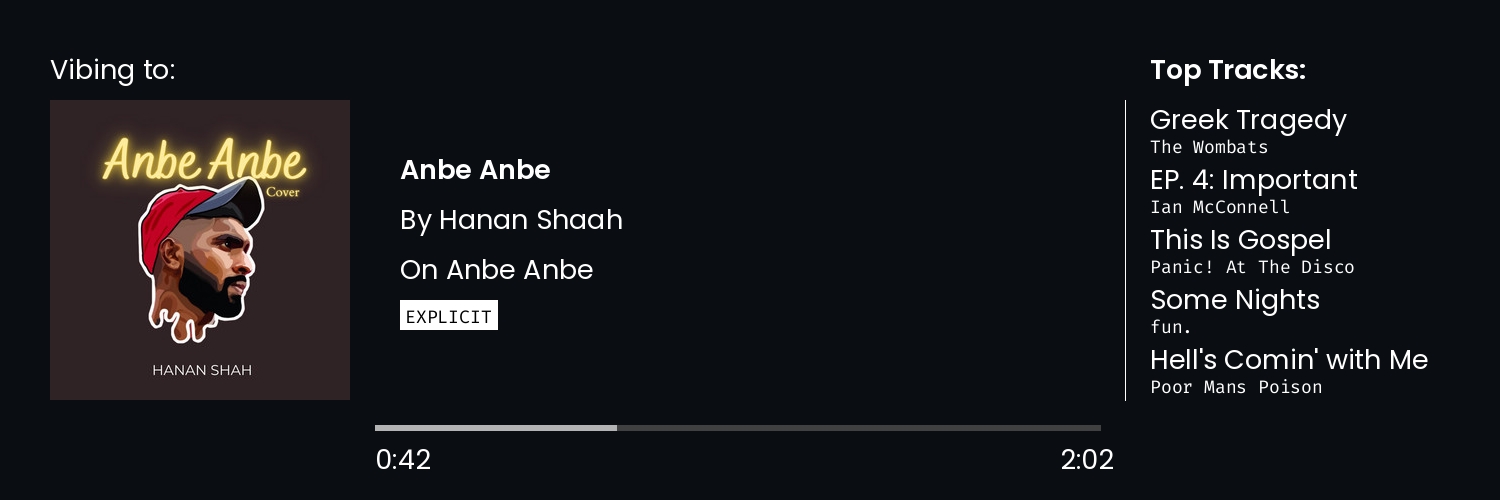 Vibing to:
Anbe Anbe
Cover
HANAN SHAH
Anbe Anbe
By Hanan Shaah
On Anbe Anbe
EXPLICIT
0:42
2:02
Top Tracks:
Greek Tragedy
The Wombats
EP. 4: Important
Ian McConnell
This Is Gospel
Panic! At The Disco
Some Nights
fun.
Hell's Comin' with Me
Poor Mans Poison